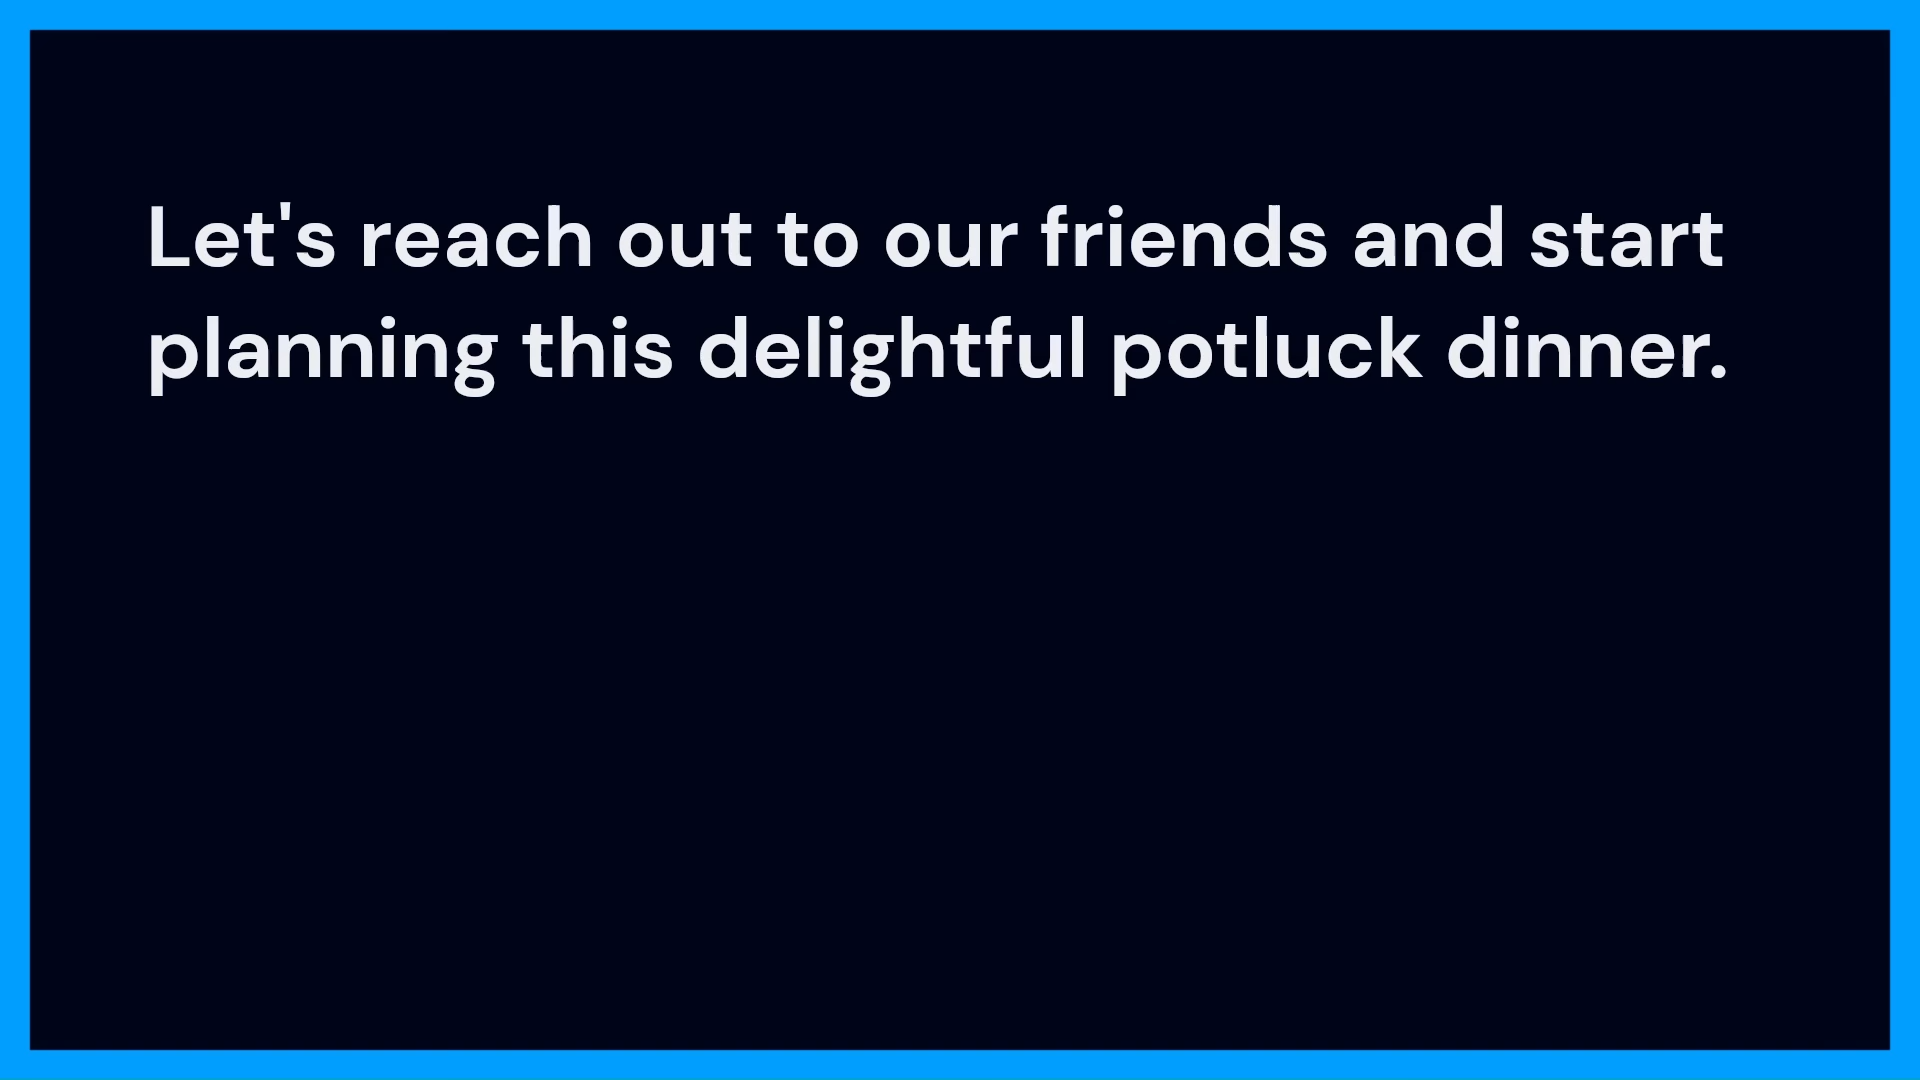 Let's reach out to our friends and start
planning this delightful potluck dinner.